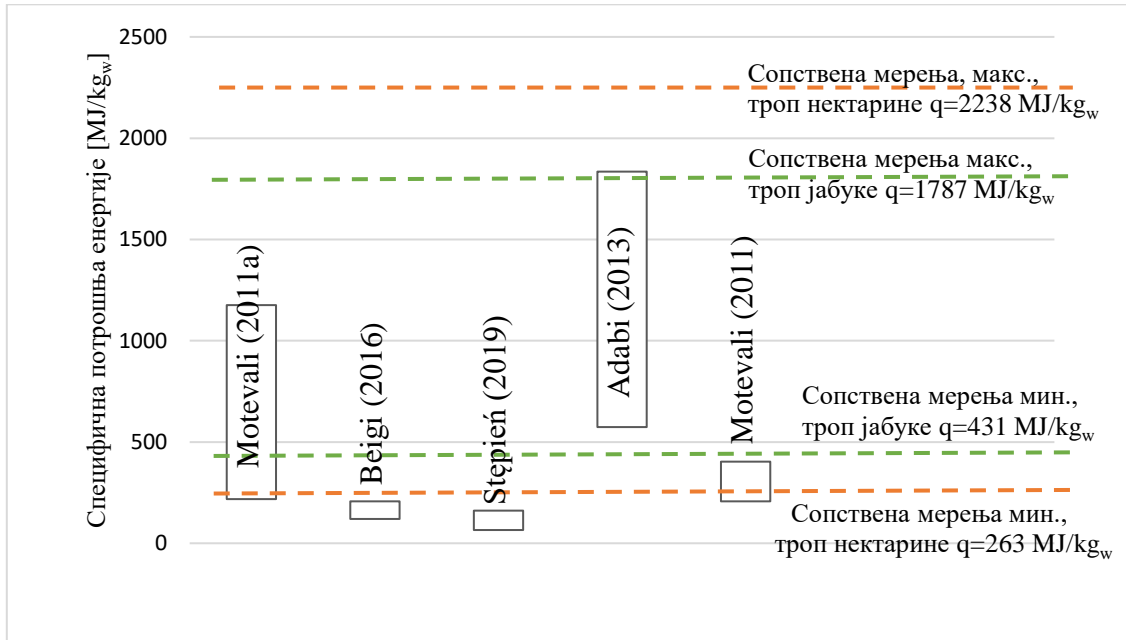 Специфична потрошња енергије [MJ/kgw]
2500
2000
1500
1000
500
0
Сопствена мерења, макс.,
троп нектарине q=2238 MJ/kgw
Сопствена мерења макс.,
троп јабуке q=1787 MJ/kgw
Motevali (2011a)
Beigi (2016)
Stępień (2019)
Adabi (2013)
Motevali (2011)
Сопствена мерења мин.,
троп јабуке q=431 MJ/kgw
Сопствена мерења мин.,
троп нектарине q=263 MJ/kgw